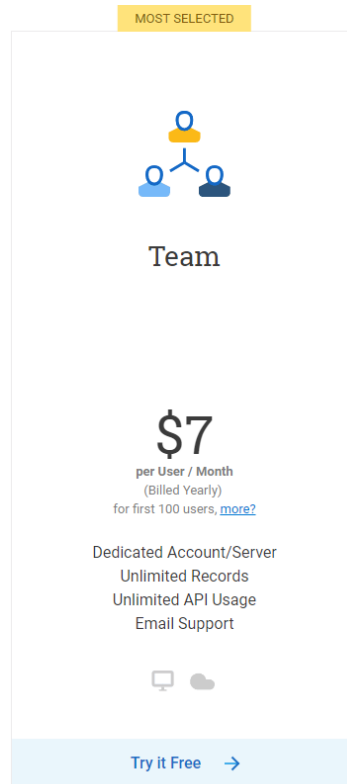 MOST SELECTED
Team
$7
per User / Month
(Billed Yearly)
for first 100 users, more?
Dedicated Account/Server
Unlimited Records
Unlimited API Usage
Email Support
Try it Free →